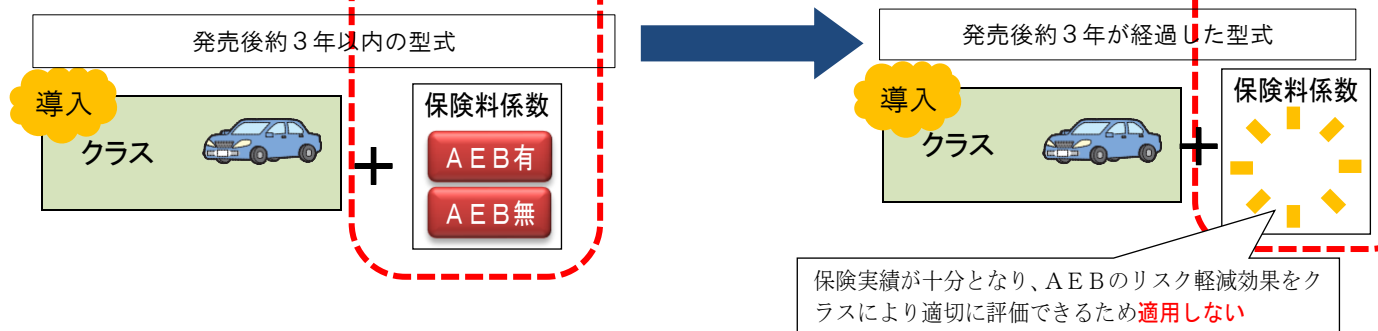 発売後約３年以内の型式
導入
クラス
＋
保険料係数
ＡＥＢ有
ＡＥＢ無
発売後約３年が経過した型式
導入
クラス
＋
保険料係数
保険実績が十分となり、ＡＥＢのリスク軽減効果をク
ラスにより適切に評価できるため適用しない